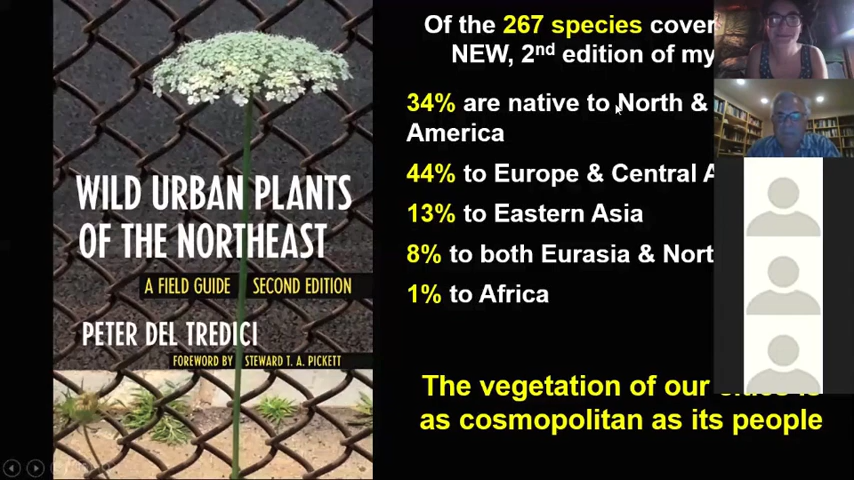 WILD URBAN PLANTS
OF THE NORTHEAST
A FIELD GUIDE SECOND EDITION
PETER DEL TREDICI
FOREWORD BY STEWARD T. A. PICKETT
Of the 267 species cover
NEW, 2nd edition of my
34% are native to North &
America
44% to Europe & Central A
13% to Eastern Asia
8% to both Eurasia & Nort
1% to Africa
The vegetation of our
as cosmopolitan as its people